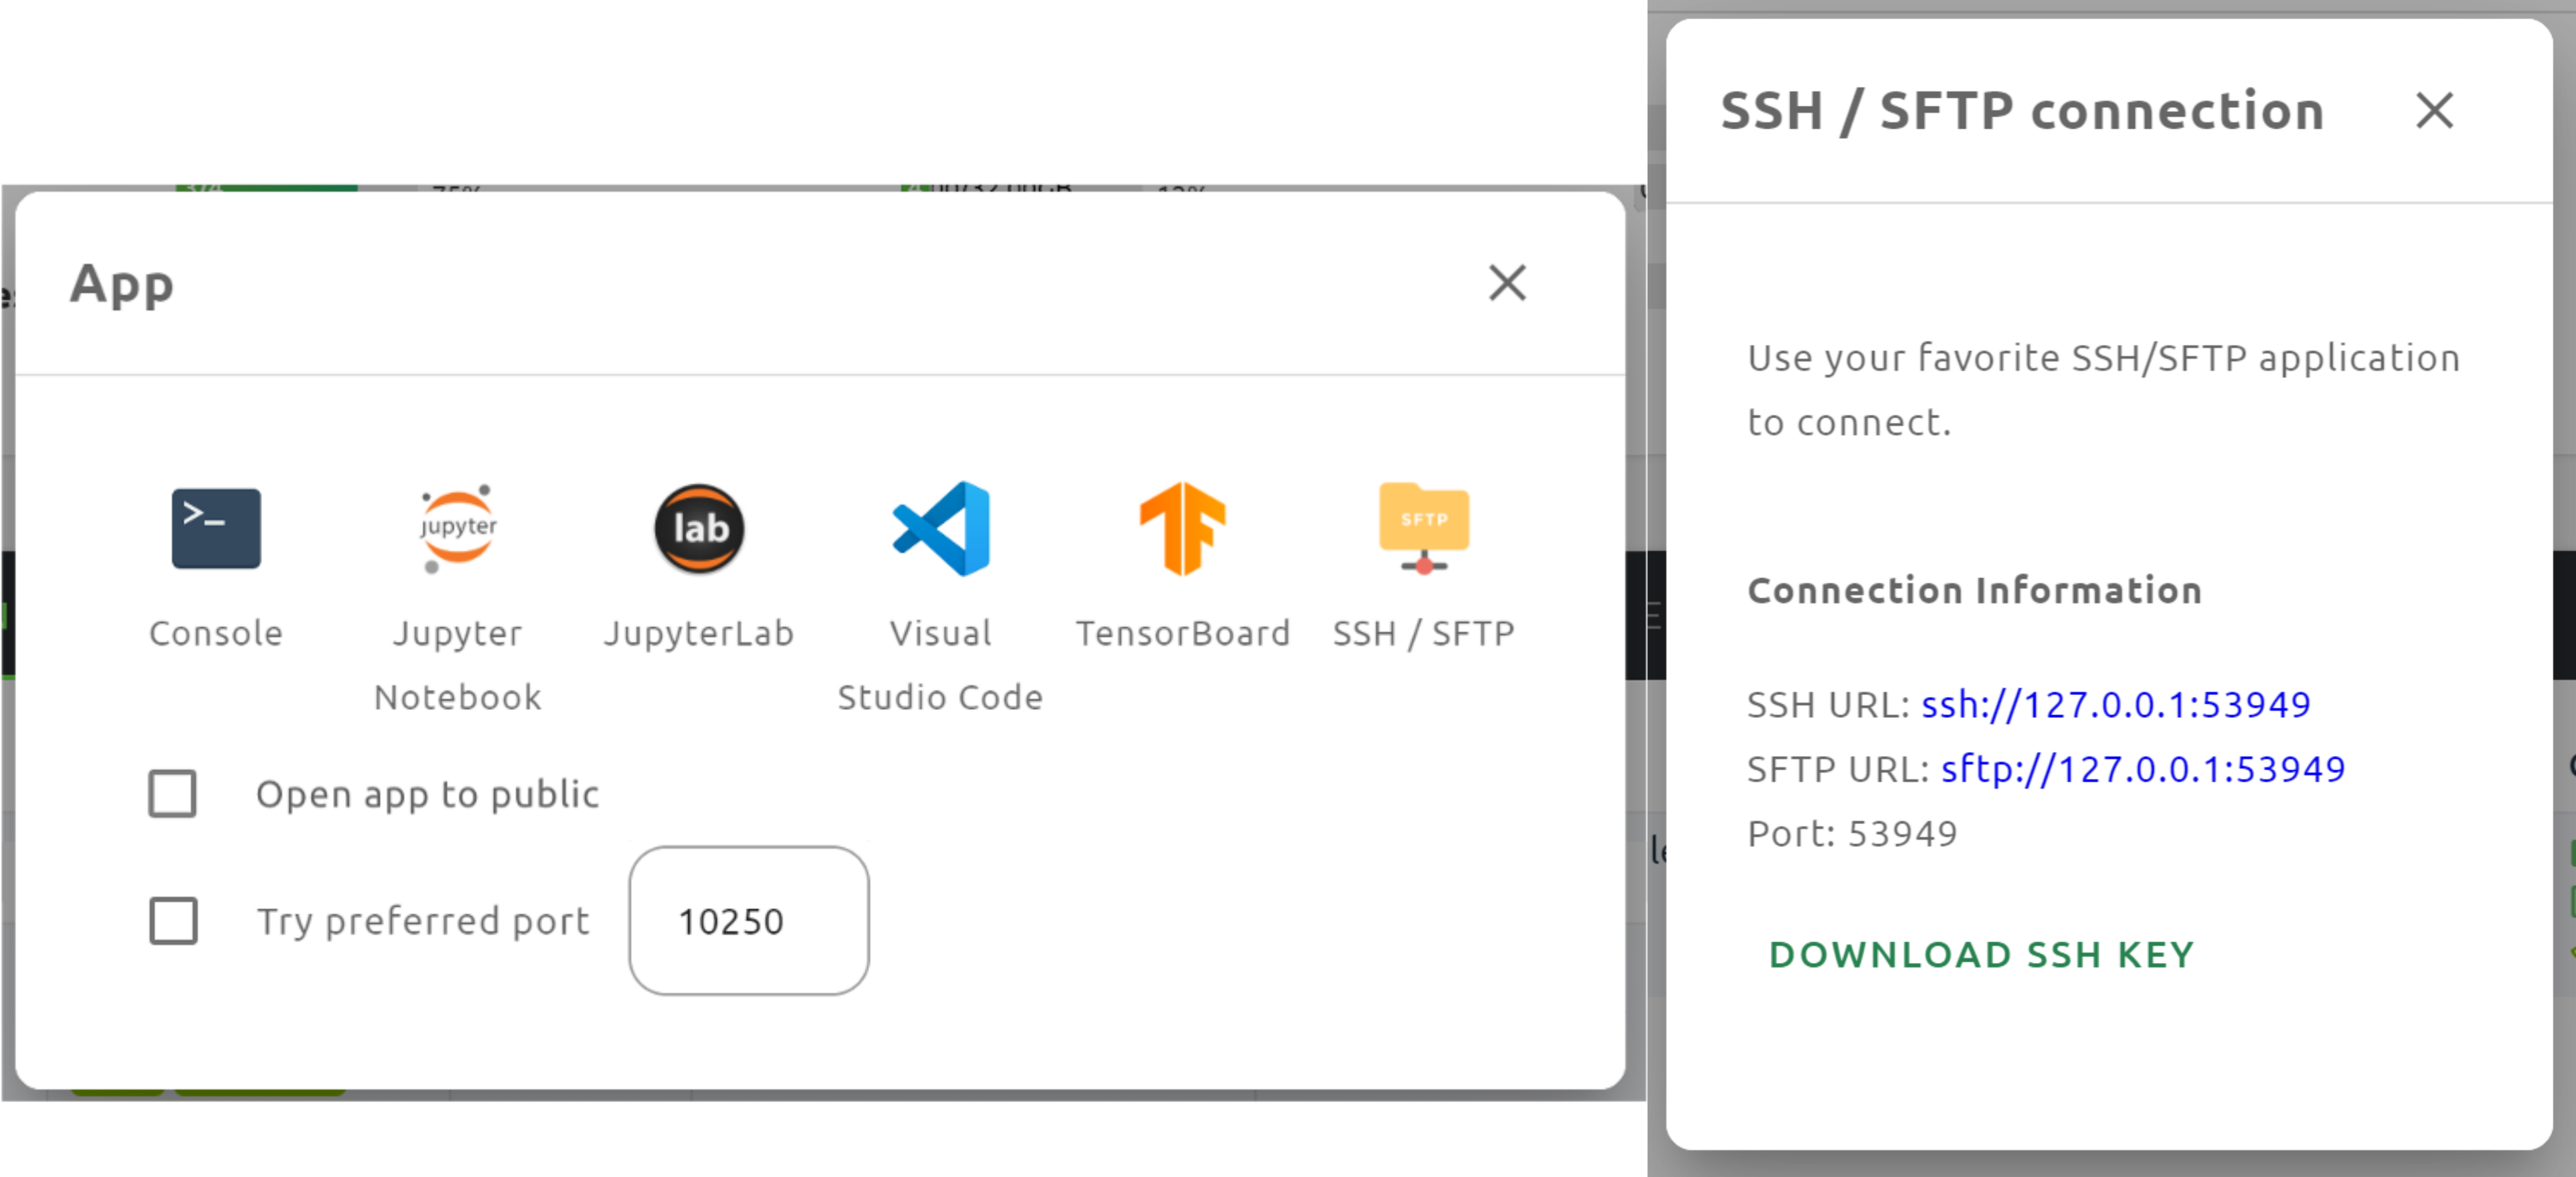 App
>_
jupyter
lab
SFTP
Console
Jupyter
Notebook
JupyterLab
Visual
Studio Code
TensorBoard
SSH / SFTP
Open app to public
Try preferred port
10250
SSH / SFTP connection
Use your favorite SSH/SFTP application
to connect.
Connection Information
SSH URL: ssh://127.0.0.1:53949
SFTP URL: sftp://127.0.0.1:53949
Port: 53949
DOWNLOAD SSH KEY